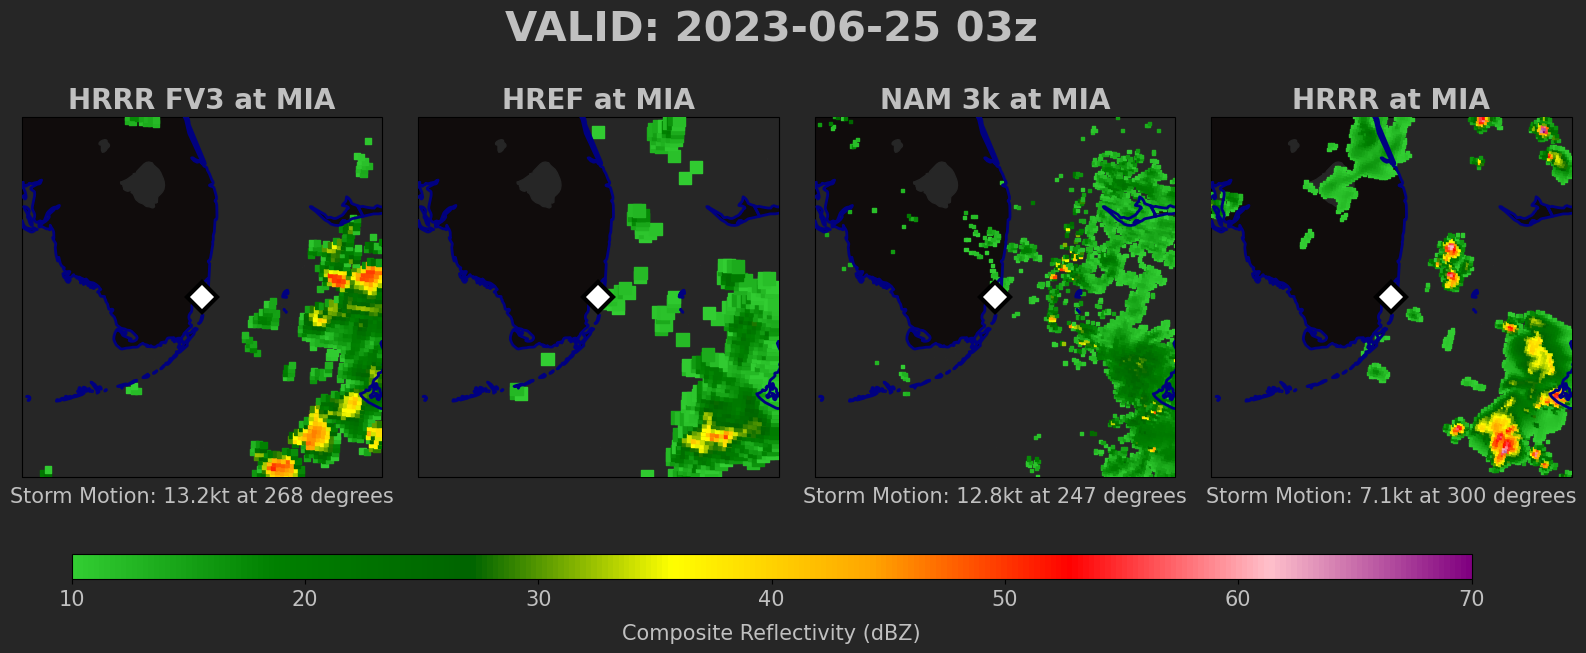 VALID: 2023-06-25 03z
HRRR FV3 at MIA
HREF at MIA
NAM 3k at MIA
HRRR at MIA
Storm Motion: 13.2kt at 268 degrees
Storm Motion: 12.8kt at 247 degrees
Storm Motion: 7.1kt at 300 degrees
10 20 30 40 50 60 70
Composite Reflectivity (dBZ)